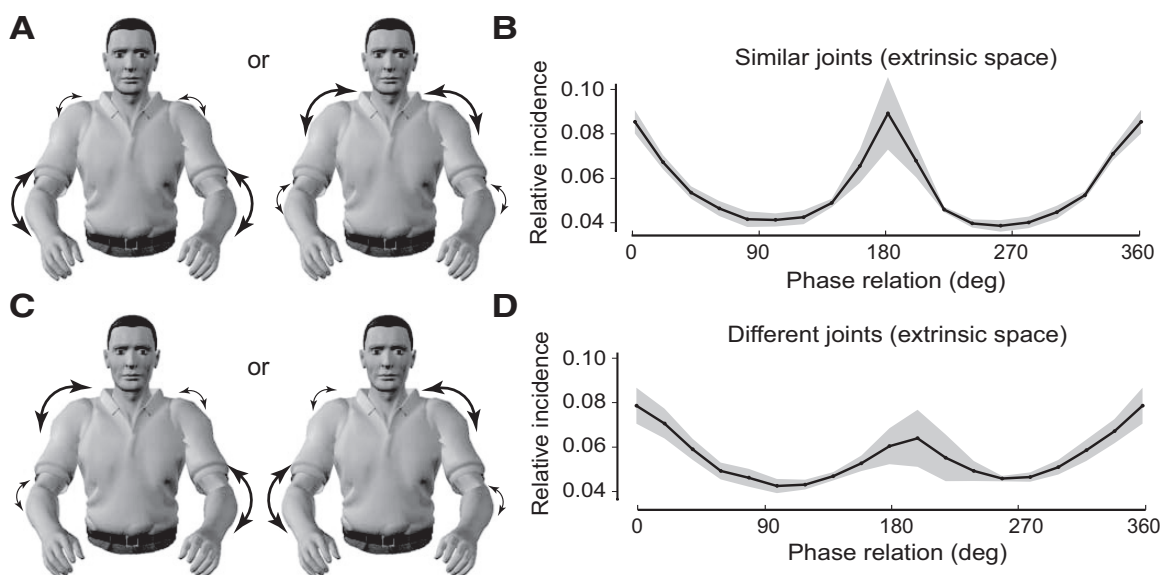 A
or
B
Similar joints (extrinsic space)
Relative incidence
0.10
0.08
0.06
0.04
0 90 180 270 360
Phase relation (deg)
C
or
D
Different joints (extrinsic space)
Relative incidence
0.10
0.08
0.06
0.04
0 90 180 270 360
Phase relation (deg)